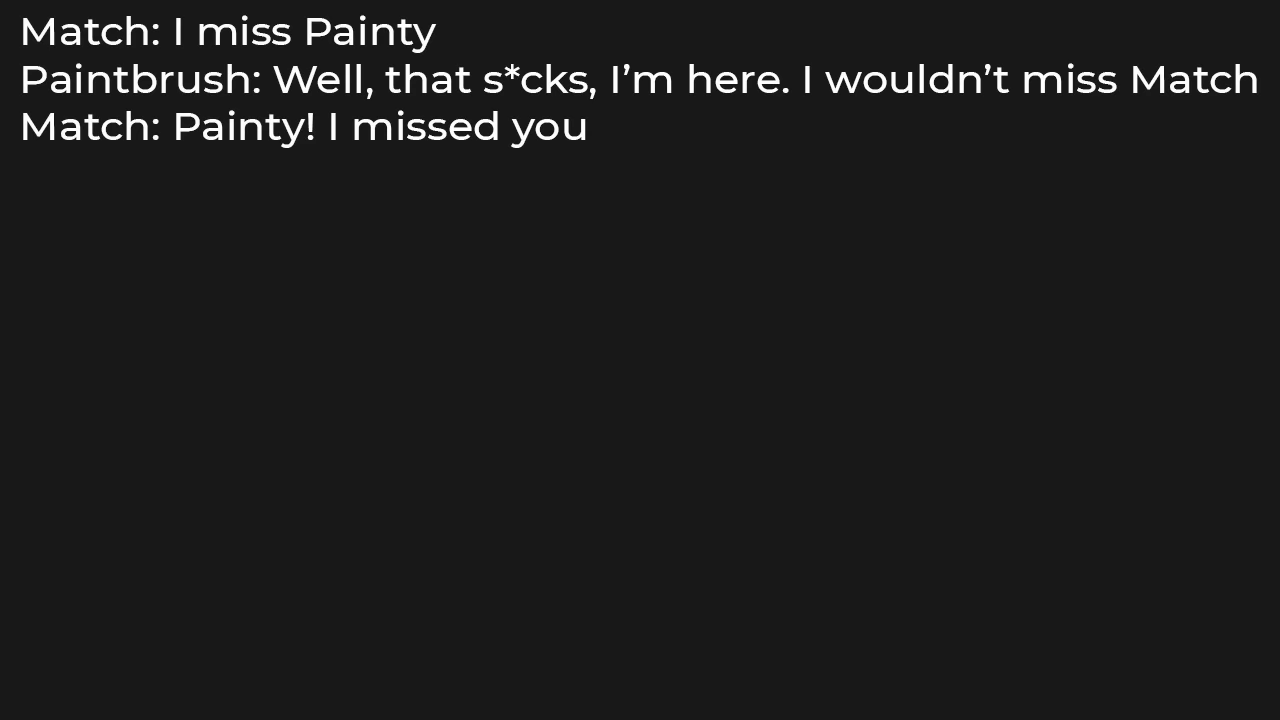 Match: I miss Painty
Paintbrush: Well, that s*cks, I’m here. I wouldn’t miss Match
Match: Painty! I missed you